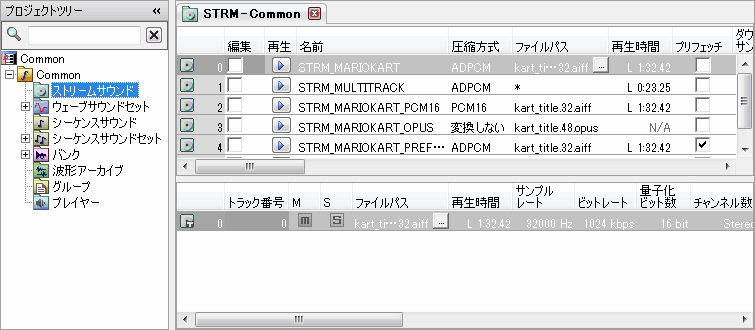 プロジェクトツリー
Common
Common
ストリームサウンド
ウェーブサウンドセット
シーケンスサウンド
シーケンスサウンドセット
バンク
波形アーカイブ
グループ
プレイヤー
STRM-Common
編集 再生 名前 圧縮方式 ファイルパス 再生時間 プリフェッチ ダウ
サン
0 STRM_MARIOKART ADPCM kart_ti…32.aiff ... L 1:32.42
1 STRM_MULTITRACK ADPCM * L 0:23.25
2 STRM_MARIOKART_PCM16 PCM16 kart_title.32.aiff L 1:32.42
3 STRM_MARIOKART_OPUS 変換しない kart_title.48.opus N/A
4 STRM_MARIOKART_PREF… ADPCM kart_title.32.aiff L 1:32.42
トラック番号 M S ファイルパス 再生時間 サンプル
レート ビットレート 量子化
ビット数 チャンネル数
0 0 m S kart_ti…32.aiff ... L 1:32.42 32000 Hz 1024 kbps 16 bit Stereo